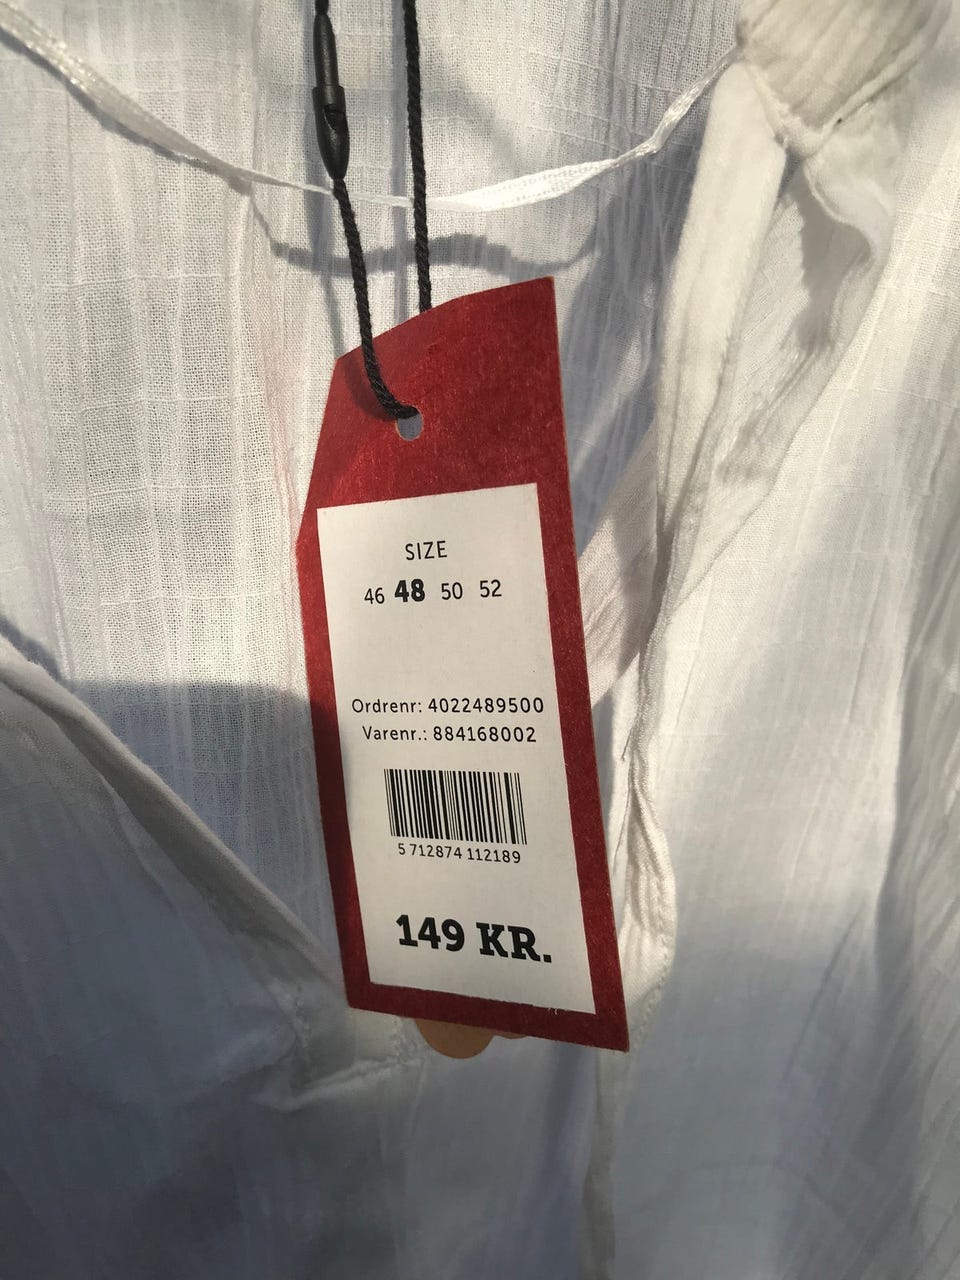 SIZE
46 48 50 52
Ordrenr: 4022489500
Varenr.: 884168002
5 712874 112189
149 KR.